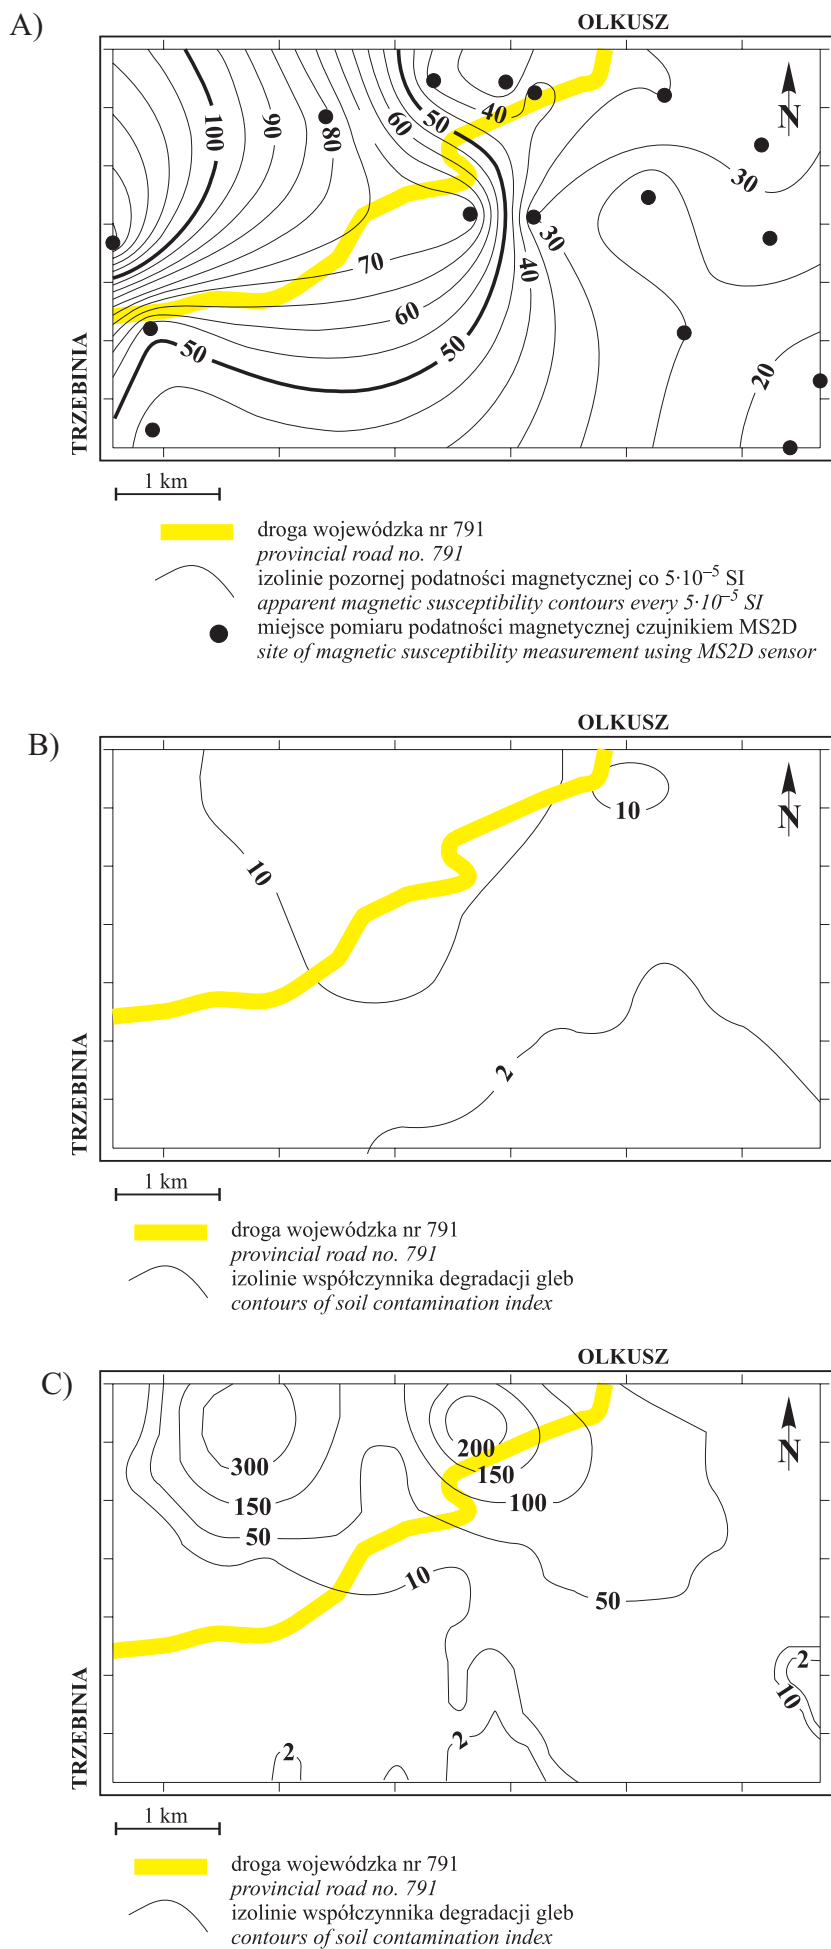 A)
OLKUSZ
100
90
80
60
50
40
N
30
30
40
70
60
50
50
20
TRZEBINIA
1 km
droga wojewódzka nr 791
provincial road no. 791
izolinie pozornej podatności magnetycznej co 5·10⁻⁵ SI
apparent magnetic susceptibility contours every 5·10⁻⁵ SI
miejsce pomiaru podatności magnetycznej czujnikiem MS2D
site of magnetic susceptibility measurement using MS2D sensor
B)
OLKUSZ
10
N
10
2
TRZEBINIA
1 km
droga wojewódzka nr 791
provincial road no. 791
izolinie współczynnika degradacji gleb
contours of soil contamination index
C)
OLKUSZ
N
300
200
150
150
100
50
10
50
2
10
2
2
TRZEBINIA
1 km
droga wojewódzka nr 791
provincial road no. 791
izolinie współczynnika degradacji gleb
contours of soil contamination index